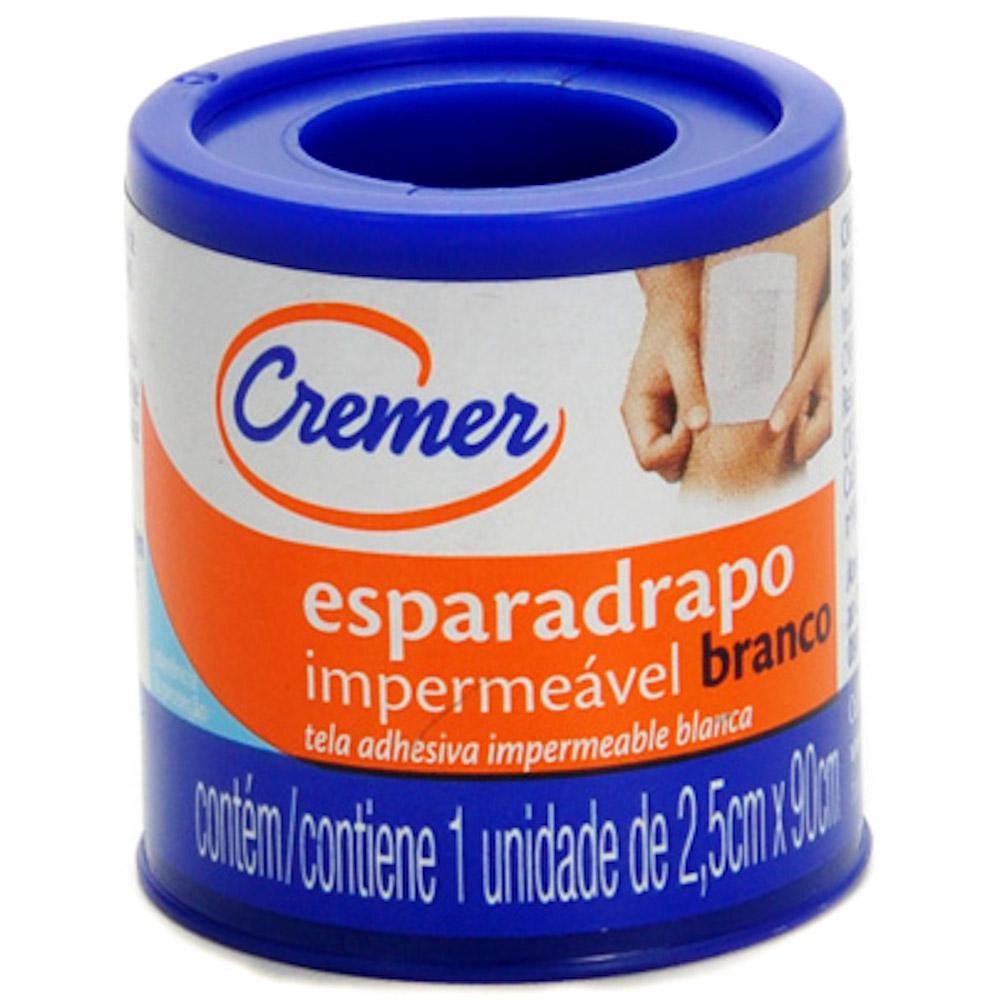 Cremer
esparadrapo
impermeável branco
tela adhesiva impermeable blanca
contém/contiene 1 unidade de 2,5cm x 90cm